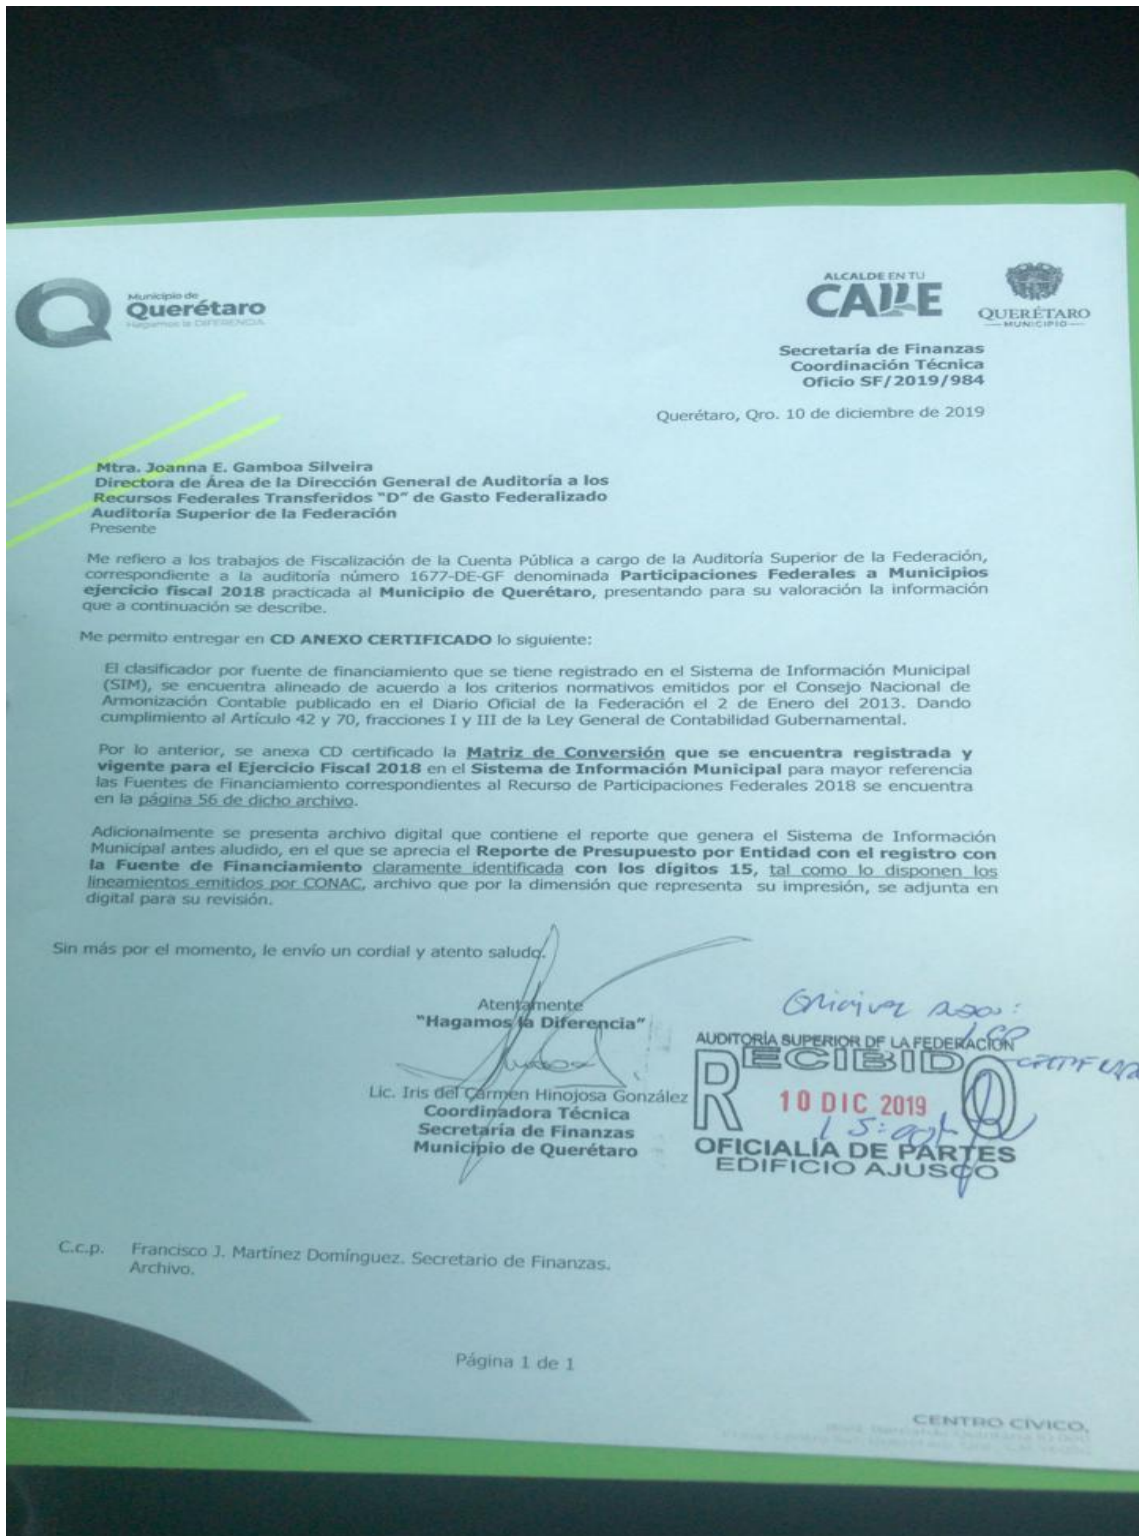 Municipio de
Querétaro
Hagamos la DIFERENCIA
ALCALDE EN TU
CALLE
QUERÉTARO
MUNICIPIO
Secretaría de Finanzas
Coordinación Técnica
Oficio SF/2019/984
Querétaro, Qro. 10 de diciembre de 2019
Mtra. Joanna E. Gamboa Silveira
Directora de Área de la Dirección General de Auditoría a los
Recursos Federales Transferidos "D" de Gasto Federalizado
Auditoría Superior de la Federación
Presente
Me refiero a los trabajos de Fiscalización de la Cuenta Pública a cargo de la Auditoría Superior de la Federación,
correspondiente a la auditoría número 1677-DE-GF denominada Participaciones Federales a Municipios
ejercicio fiscal 2018 practicada al Municipio de Querétaro, presentando para su valoración la información
que a continuación se describe.
Me permito entregar en CD ANEXO CERTIFICADO lo siguiente:
El clasificador por fuente de financiamiento que se tiene registrado en el Sistema de Información Municipal
(SIM), se encuentra alineado de acuerdo a los criterios normativos emitidos por el Consejo Nacional de
Armonización Contable publicado en el Diario Oficial de la Federación el 2 de Enero del 2013. Dando
cumplimiento al Artículo 42 y 70, fracciones I y III de la Ley General de Contabilidad Gubernamental.
Por lo anterior, se anexa CD certificado la Matriz de Conversión que se encuentra registrada y
vigente para el Ejercicio Fiscal 2018 en el Sistema de Información Municipal para mayor referencia
las Fuentes de Financiamiento correspondientes al Recurso de Participaciones Federales 2018 se encuentra
en la página 56 de dicho archivo.
Adicionalmente se presenta archivo digital que contiene el reporte que genera el Sistema de Información
Municipal antes aludido, en el que se aprecia el Reporte de Presupuesto por Entidad con el registro con
la Fuente de Financiamiento claramente identificada con los dígitos 15, tal como lo disponen los
lineamientos emitidos por CONAC, archivo que por la dimensión que representa su impresión, se adjunta en
digital para su revisión.
Sin más por el momento, le envío un cordial y atento saludo.
Atentamente
"Hagamos la Diferencia"
Lic. Iris del Carmen Hinojosa González
Coordinadora Técnica
Secretaría de Finanzas
Municipio de Querétaro
AUDITORÍA SUPERIOR DE LA FEDERACIÓN
RECIBIDO
10 DIC 2019
OFICIALÍA DE PARTES
EDIFICIO AJUSCO
C.c.p. Francisco J. Martínez Domínguez. Secretario de Finanzas.
Archivo.
Página 1 de 1
CENTRO CÍVICO,